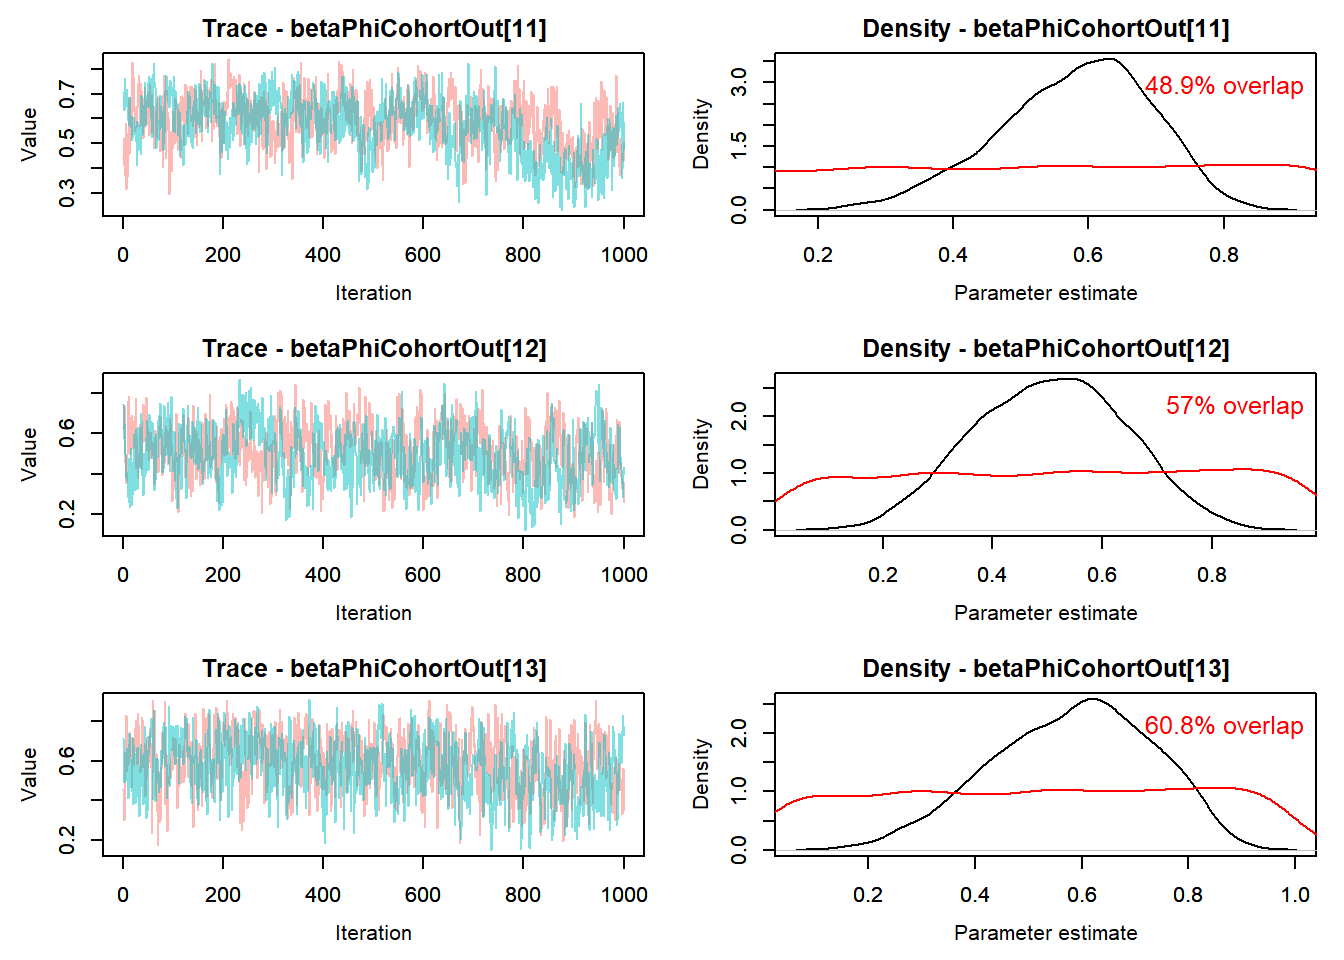 Trace - betaPhiCohortOut[11]
Value
0.3 0.5 0.7
0 200 400 600 800 1000
Iteration
Density - betaPhiCohortOut[11]
48.9% overlap
Density
0.0 1.5 3.0
0.2 0.4 0.6 0.8
Parameter estimate
Trace - betaPhiCohortOut[12]
Value
0.2 0.6
0 200 400 600 800 1000
Iteration
Density - betaPhiCohortOut[12]
57% overlap
Density
0.0 1.0 2.0
0.2 0.4 0.6 0.8
Parameter estimate
Trace - betaPhiCohortOut[13]
Value
0.2 0.6
0 200 400 600 800 1000
Iteration
Density - betaPhiCohortOut[13]
60.8% overlap
Density
0.0 1.0 2.0
0.2 0.4 0.6 0.8 1.0
Parameter estimate